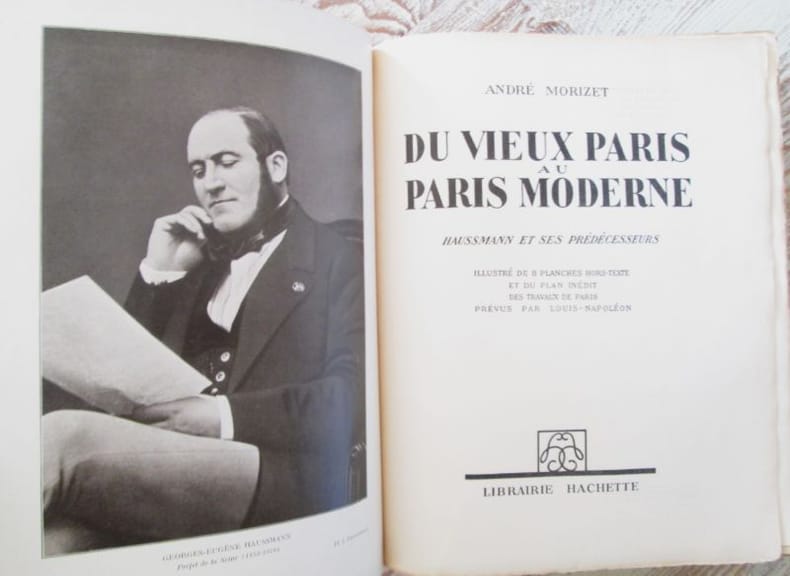 GEORGES-EUGÈNE HAUSSMANN
Préfet de la Seine (1853-1870)
ANDRÉ MORIZET
DU VIEUX PARIS
AU
PARIS MODERNE
HAUSSMANN ET SES PRÉDÉCESSEURS
ILLUSTRÉ DE 8 PLANCHES HORS-TEXTE
ET DU PLAN INÉDIT
DES TRAVAUX DE PARIS
PRÉVUS PAR LOUIS-NAPOLÉON
LIBRAIRIE HACHETTE